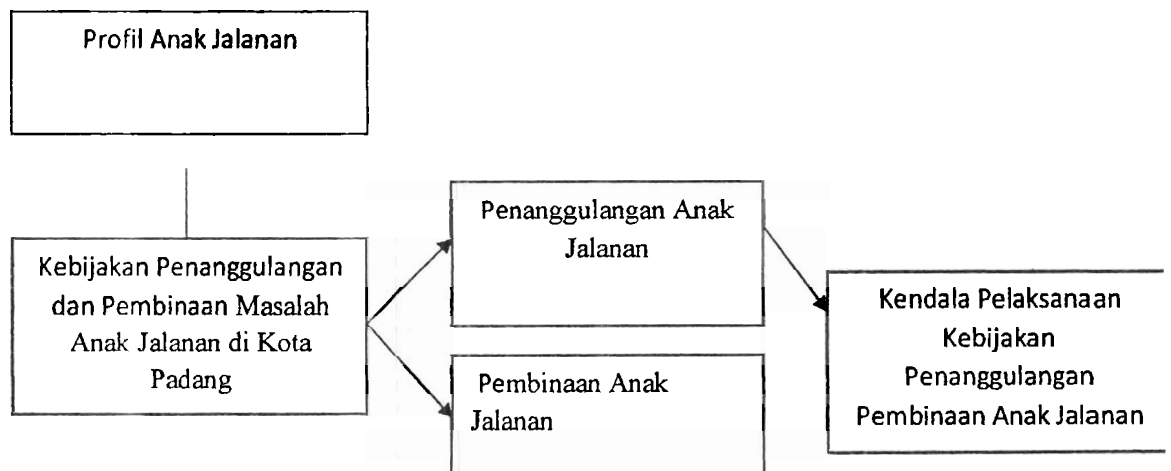 Profil Anak Jalanan
Kebijakan Penanggulangan
dan Pembinaan Masalah
Anak Jalanan di Kota
Padang
Penanggulangan Anak
Jalanan
Pembinaan Anak
Jalanan
Kendala Pelaksanaan
Kebijakan
Penanggulangan
Pembinaan Anak Jalanan